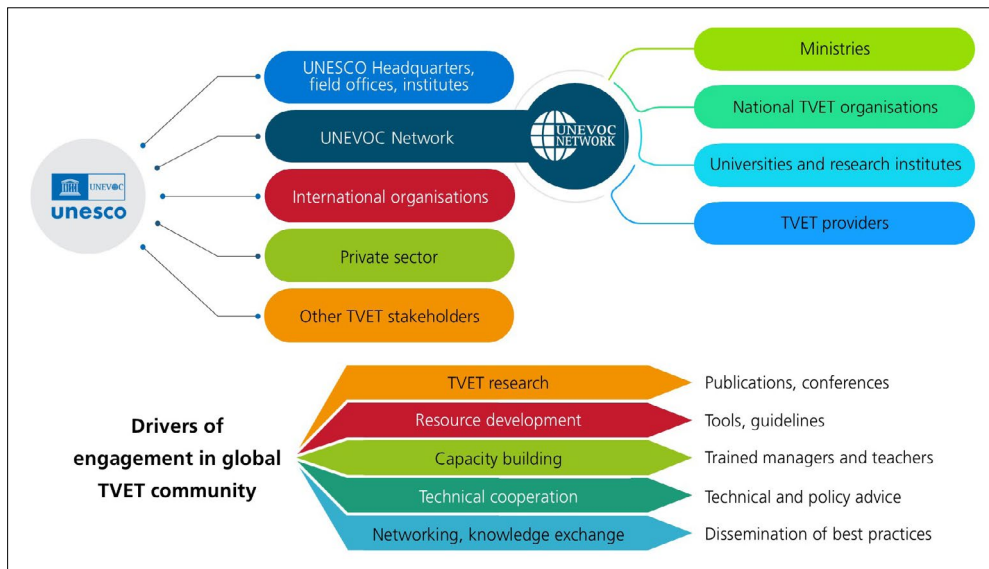 UNEVOC
unesco
UNESCO Headquarters,
field offices, institutes
UNEVOC Network
International organisations
Private sector
Other TVET stakeholders
UNEVOC
NETWORK
Ministries
National TVET organisations
Universities and research institutes
TVET providers
Drivers of
engagement in global
TVET community
TVET research
Publications, conferences
Resource development
Tools, guidelines
Capacity building
Trained managers and teachers
Technical cooperation
Technical and policy advice
Networking, knowledge exchange
Dissemination of best practices